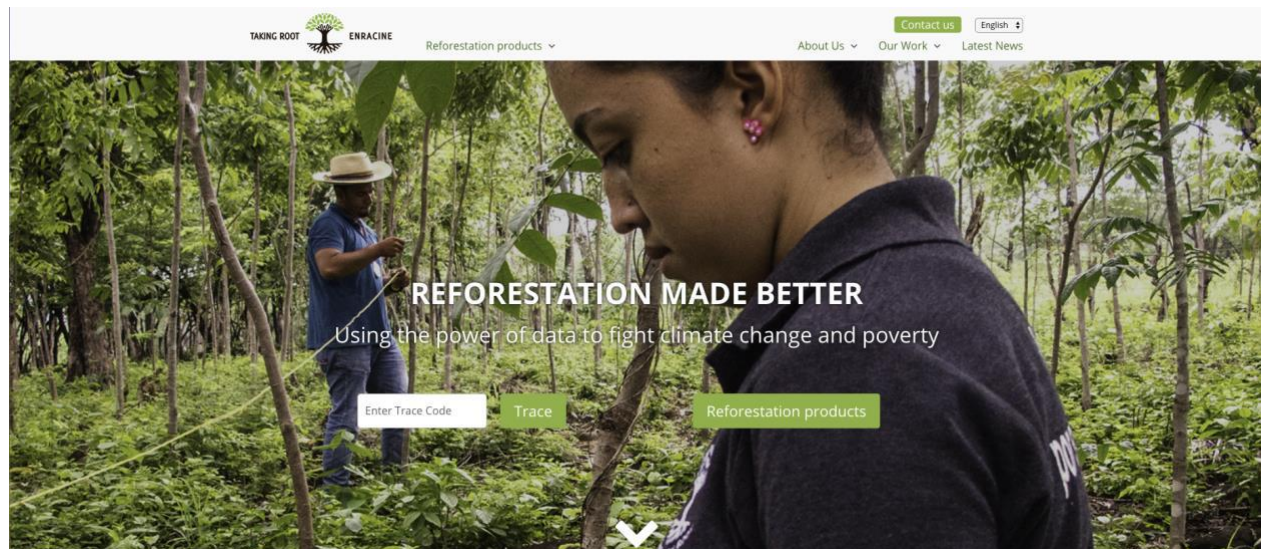 TAKING ROOT ENRACINE
Reforestation products
Contact us
English
About Us Our Work Latest News
REFORESTATION MADE BETTER
Using the power of data to fight climate change and poverty
Enter Trace Code Trace Reforestation products